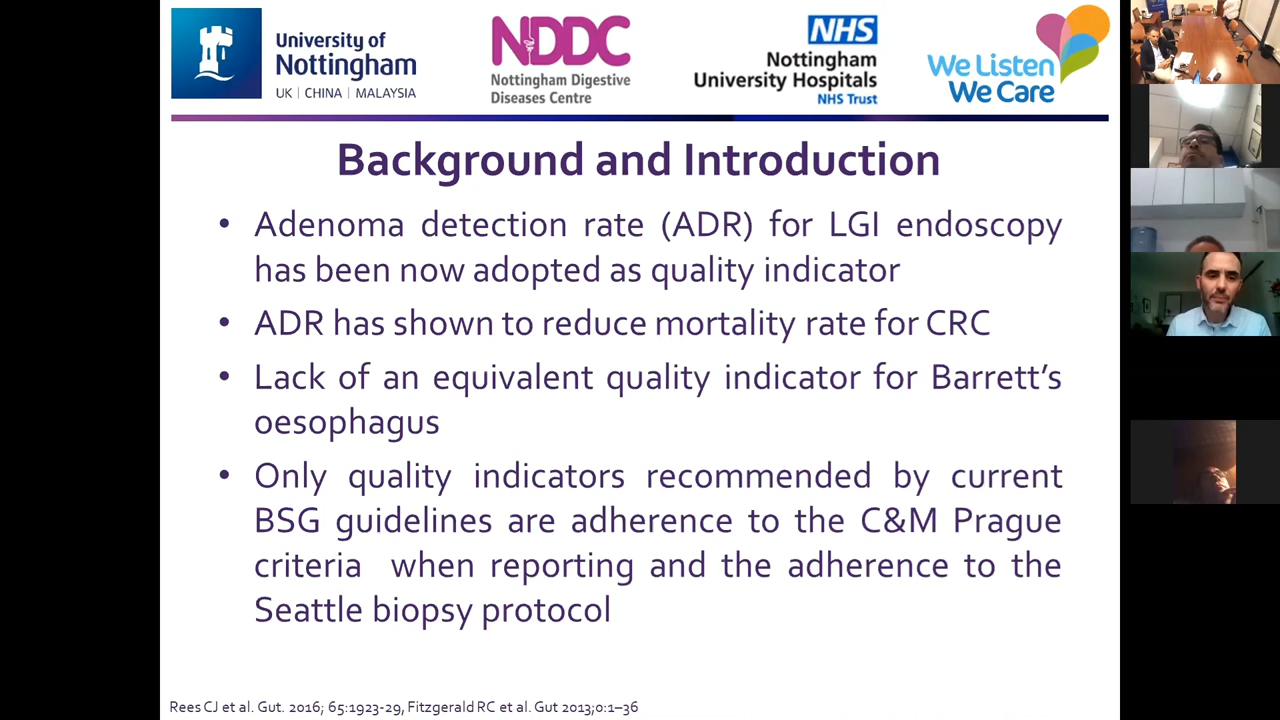 University of
Nottingham
UK | CHINA | MALAYSIA
NDDC
Nottingham Digestive
Diseases Centre
NHS
Nottingham
University Hospitals
NHS Trust
We Listen
We Care
Background and Introduction
• Adenoma detection rate (ADR) for LGI endoscopy
has been now adopted as quality indicator
• ADR has shown to reduce mortality rate for CRC
• Lack of an equivalent quality indicator for Barrett’s
oesophagus
• Only quality indicators recommended by current
BSG guidelines are adherence to the C&M Prague
criteria when reporting and the adherence to the
Seattle biopsy protocol
Rees CJ et al. Gut. 2016; 65:1923-29, Fitzgerald RC et al. Gut 2013;0:1–36